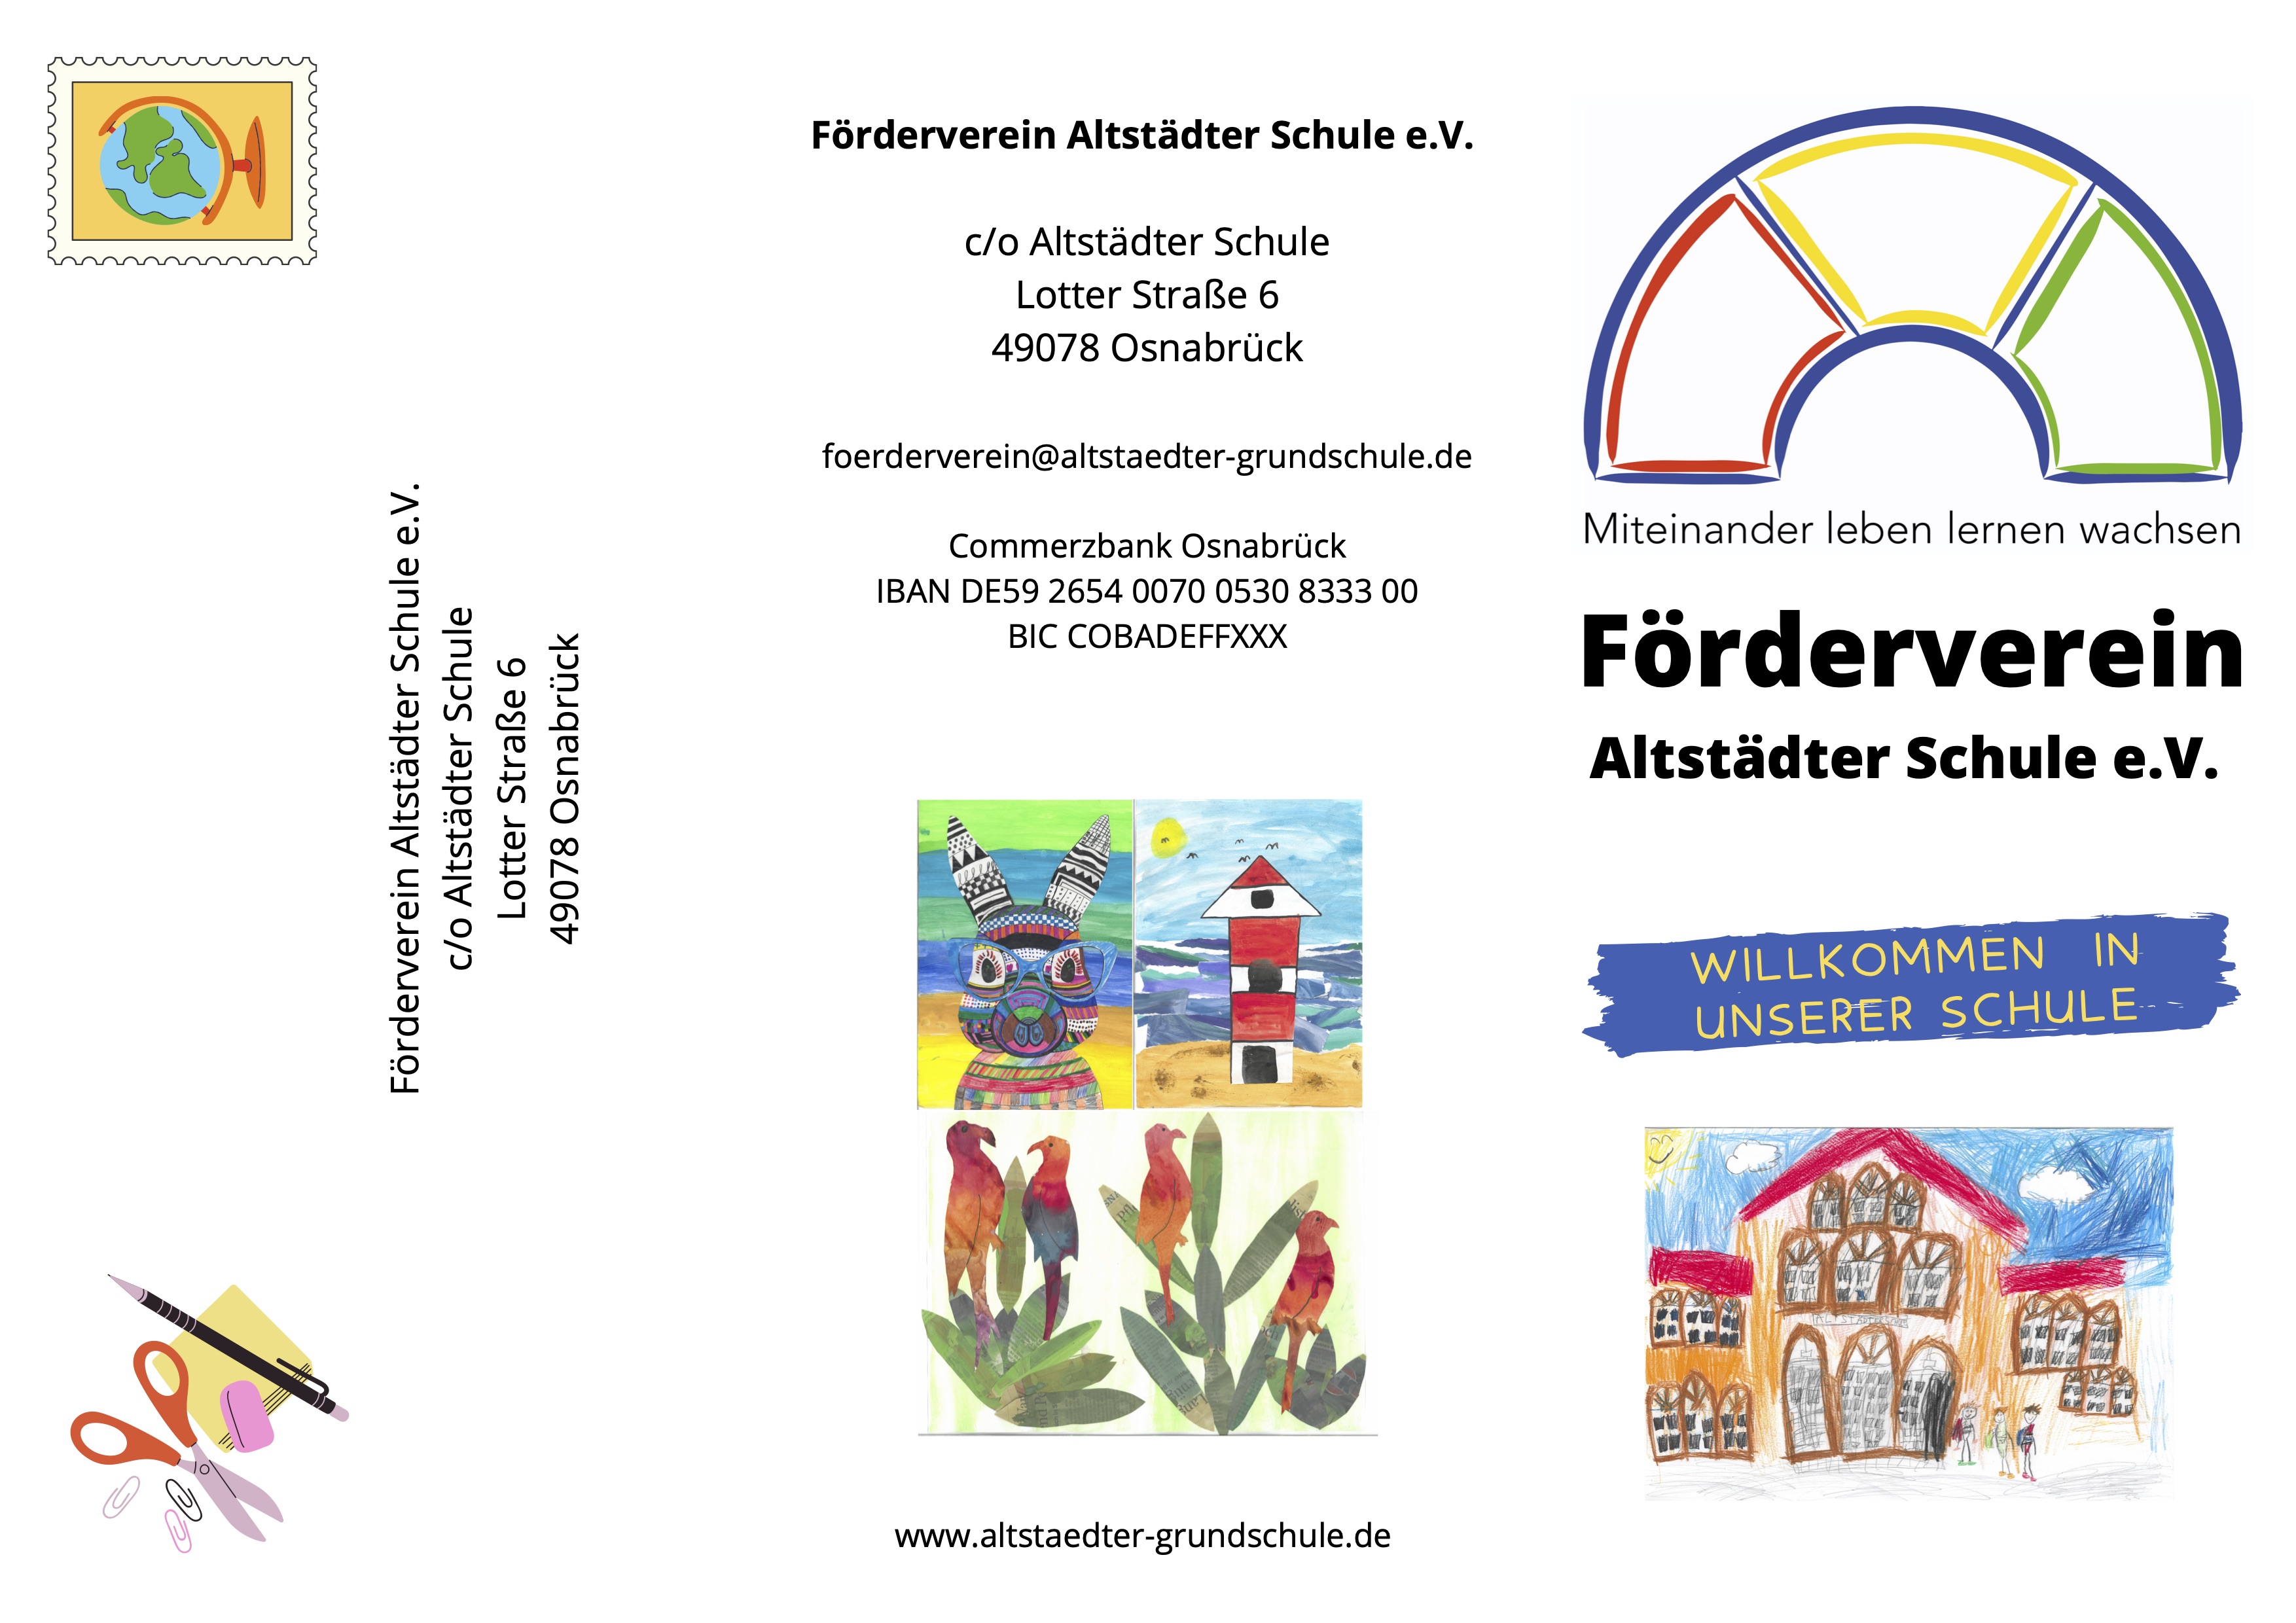 Förderverein Altstädter Schule e.V.
c/o Altstädter Schule
Lotter Straße 6
49078 Osnabrück
Förderverein Altstädter Schule e.V.
c/o Altstädter Schule
Lotter Straße 6
49078 Osnabrück
foerderverein@altstaedter-grundschule.de
Commerzbank Osnabrück
IBAN DE59 2654 0070 0530 8333 00
BIC COBADEFFXXX
www.altstaedter-grundschule.de
Miteinander leben lernen wachsen
Förderverein
Altstädter Schule e.V.
WILLKOMMEN IN
UNSERER SCHULE